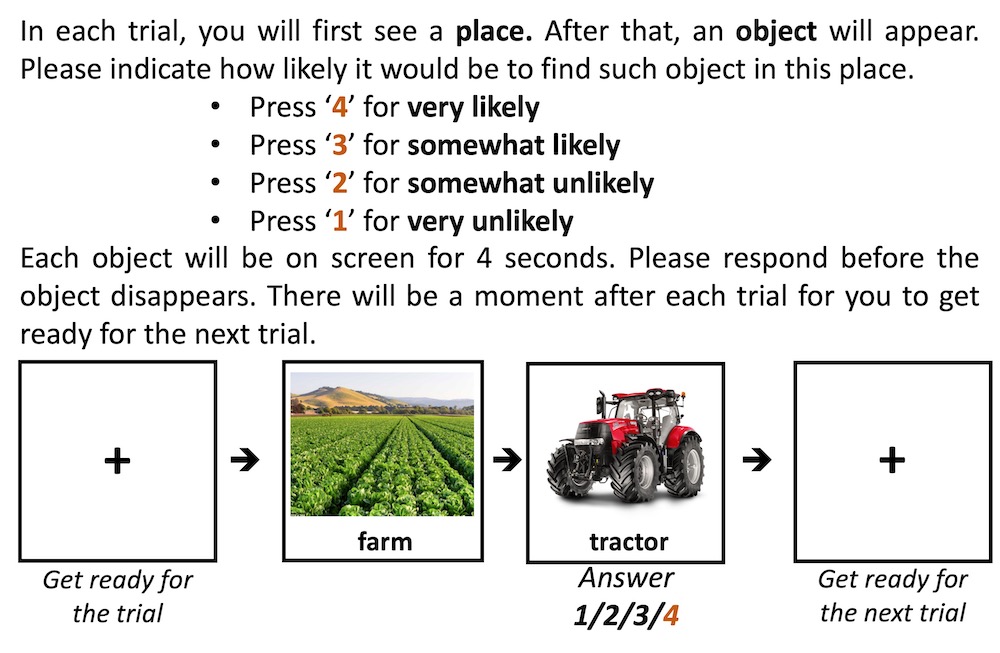 In each trial, you will first see a place. After that, an object will appear.
Please indicate how likely it would be to find such object in this place.
• Press ‘4’ for very likely
• Press ‘3’ for somewhat likely
• Press ‘2’ for somewhat unlikely
• Press ‘1’ for very unlikely
Each object will be on screen for 4 seconds. Please respond before the
object disappears. There will be a moment after each trial for you to get
ready for the next trial.
+
farm
tractor
+
Get ready for
the trial
Answer
1/2/3/4
Get ready for
the next trial